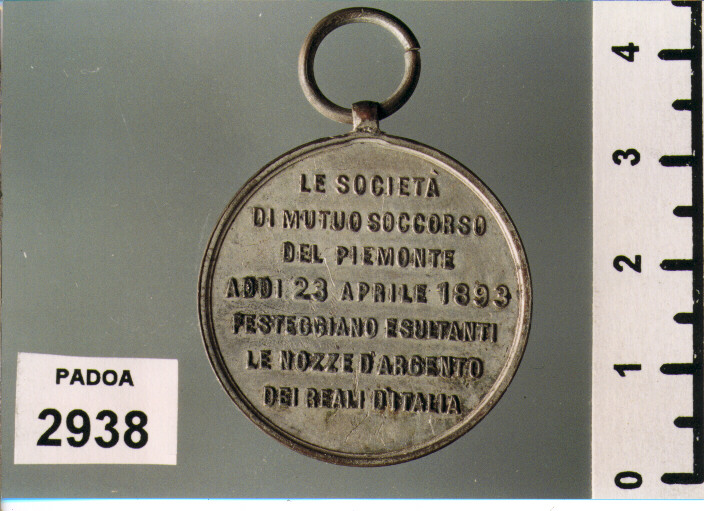 LE SOCIETÀ
DI MUTUO SOCCORSO
DEL PIEMONTE
ADDI 23 APRILE 1893
FESTEGGIANO ESULTANTI
LE NOZZE D'ARGENTO
DEI REALI D'ITALIA
PADOA
2938
4
3
2
1
0